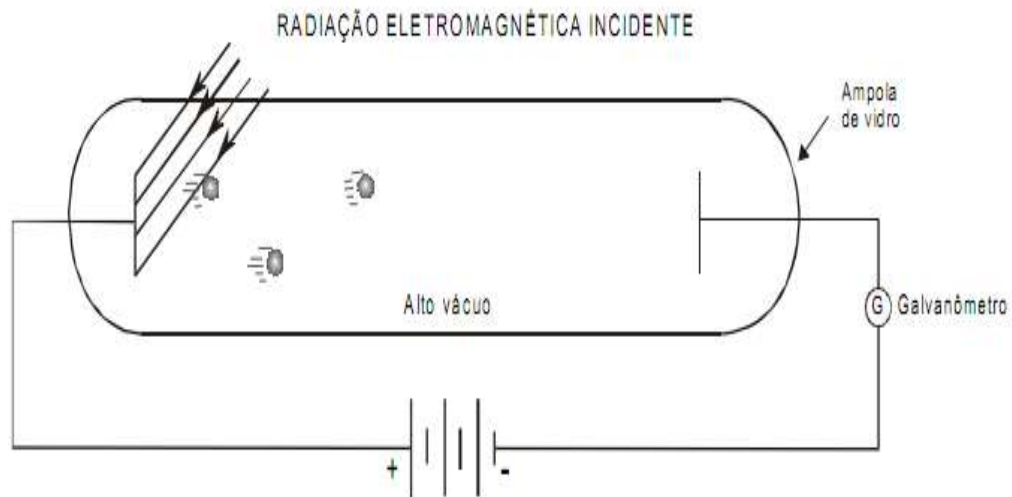 RADIAÇÃO ELETROMAGNÉTICA INCIDENTE
Ampola
de vidro
Alto vácuo
G Galvanômetro
+ -